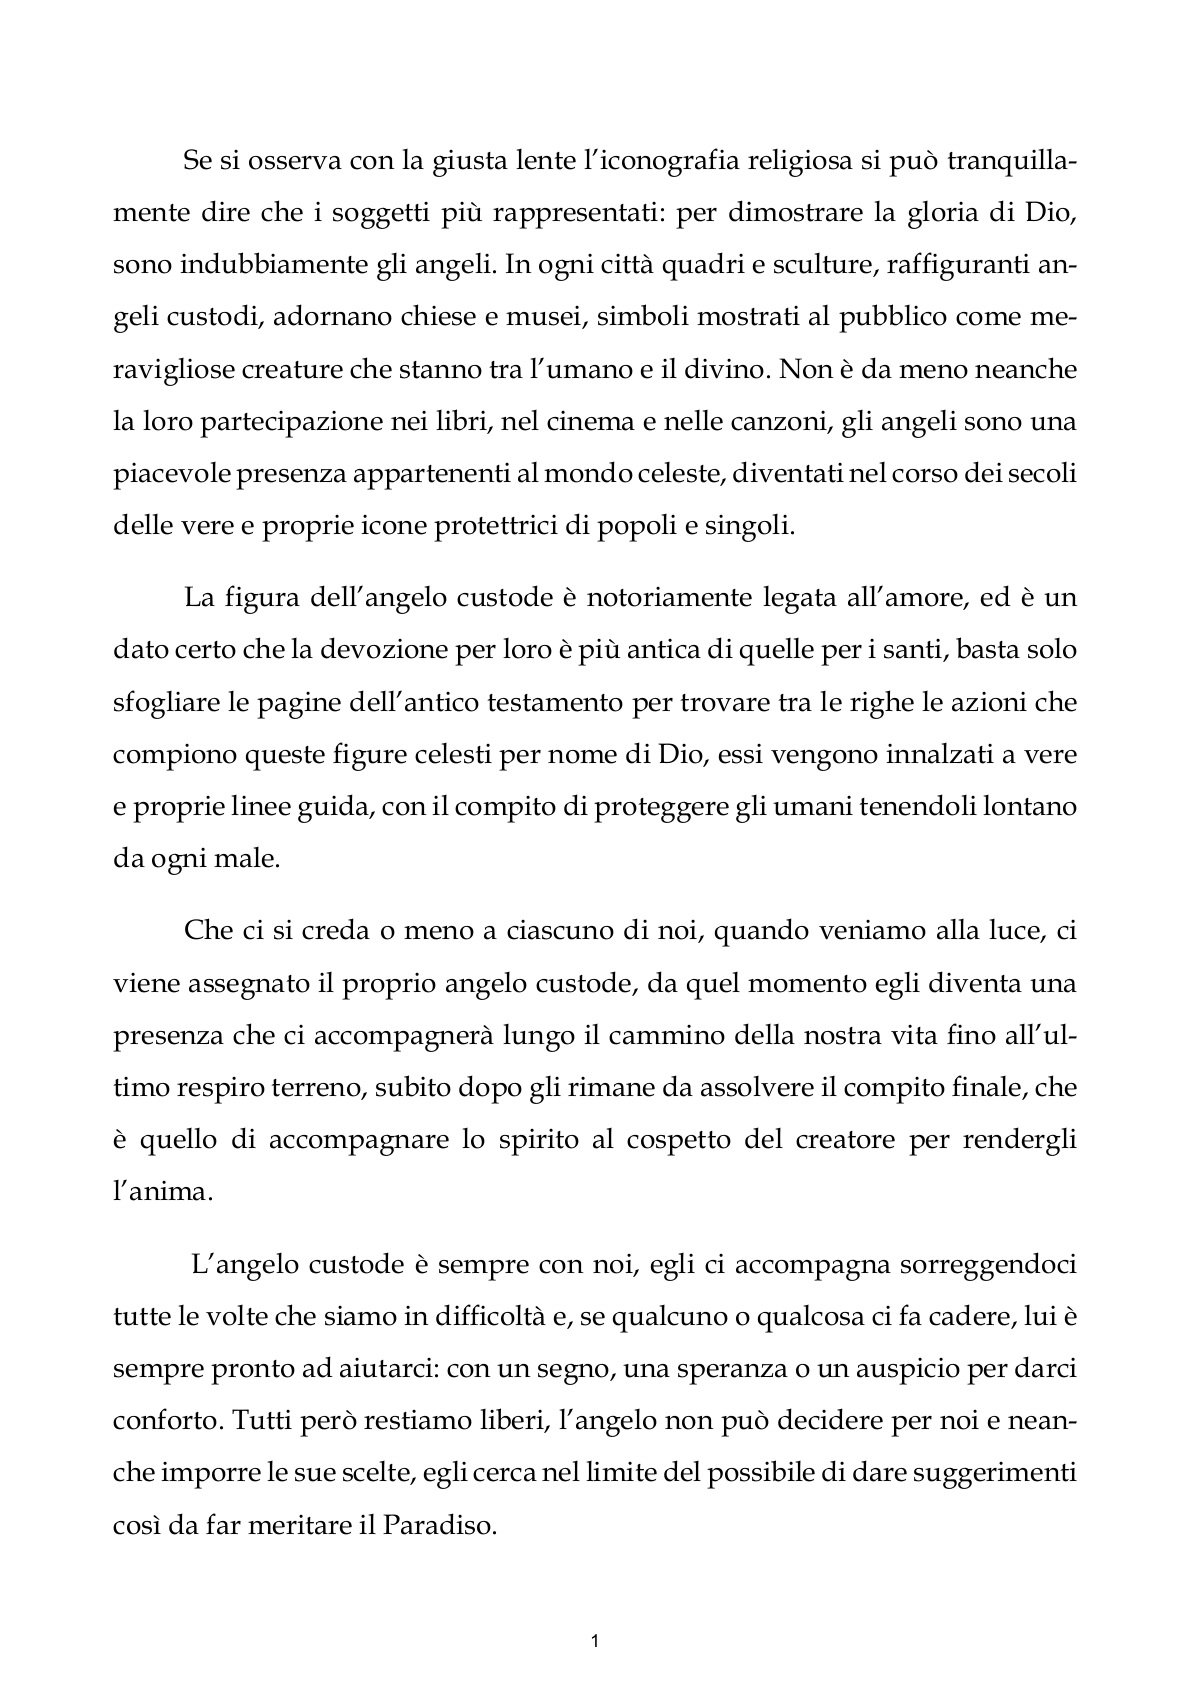 Se si osserva con la giusta lente l’iconografia religiosa si può tranquilla-
mente dire che i soggetti più rappresentati: per dimostrare la gloria di Dio,
sono indubbiamente gli angeli. In ogni città quadri e sculture, raffiguranti an-
geli custodi, adornano chiese e musei, simboli mostrati al pubblico come me-
ravigliose creature che stanno tra l’umano e il divino. Non è da meno neanche
la loro partecipazione nei libri, nel cinema e nelle canzoni, gli angeli sono una
piacevole presenza appartenenti al mondo celeste, diventati nel corso dei secoli
delle vere e proprie icone protettrici di popoli e singoli.
La figura dell’angelo custode è notoriamente legata all’amore, ed è un
dato certo che la devozione per loro è più antica di quelle per i santi, basta solo
sfogliare le pagine dell’antico testamento per trovare tra le righe le azioni che
compiono queste figure celesti per nome di Dio, essi vengono innalzati a vere
e proprie linee guida, con il compito di proteggere gli umani tenendoli lontano
da ogni male.
Che ci si creda o meno a ciascuno di noi, quando veniamo alla luce, ci
viene assegnato il proprio angelo custode, da quel momento egli diventa una
presenza che ci accompagnerà lungo il cammino della nostra vita fino all’ul-
timo respiro terreno, subito dopo gli rimane da assolvere il compito finale, che
è quello di accompagnare lo spirito al cospetto del creatore per rendergli
l’anima.
L’angelo custode è sempre con noi, egli ci accompagna sorreggendoci
tutte le volte che siamo in difficoltà e, se qualcuno o qualcosa ci fa cadere, lui è
sempre pronto ad aiutarci: con un segno, una speranza o un auspicio per darci
conforto. Tutti però restiamo liberi, l’angelo non può decidere per noi e nean-
che imporre le sue scelte, egli cerca nel limite del possibile di dare suggerimenti
così da far meritare il Paradiso.
1